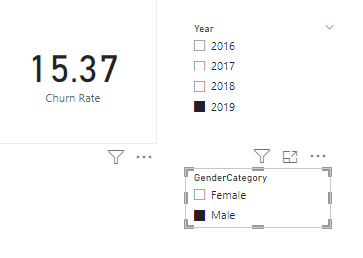 15.37
Churn Rate
Year
2016
2017
2018
2019
GenderCategory
Female
Male